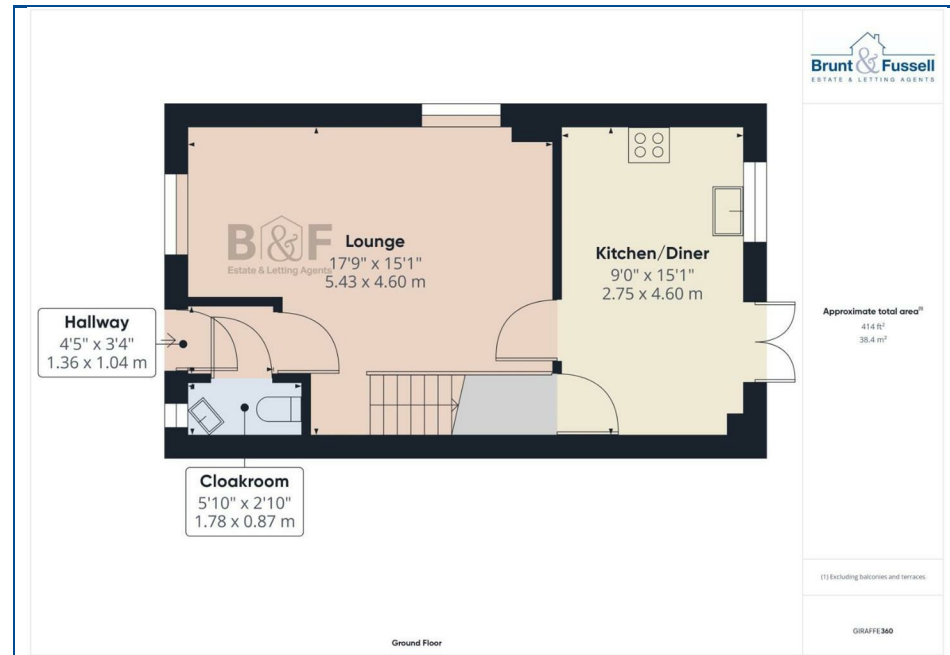 Brunt & Fussell
ESTATE & LETTING AGENTS
B&F
Estate & Letting Agents
Lounge
17'9" x 15'1"
5.43 x 4.60 m
Kitchen/Diner
9'0" x 15'1"
2.75 x 4.60 m
Hallway
4'5" x 3'4"
1.36 x 1.04 m
Cloakroom
5'10" x 2'10"
1.78 x 0.87 m
Approximate total area(1)
414 ft²
38.4 m²
(1) Excluding balconies and terraces
GIRAFFE360
Ground Floor